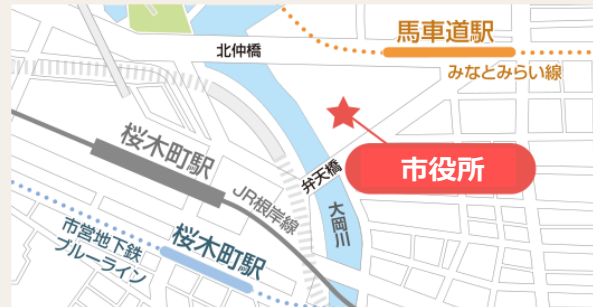 馬車道駅
北仲橋
みなとみらい線
桜木町駅
市役所
弁天橋
JR根岸線
大岡川
市営地下鉄
ブルーライン
桜木町駅